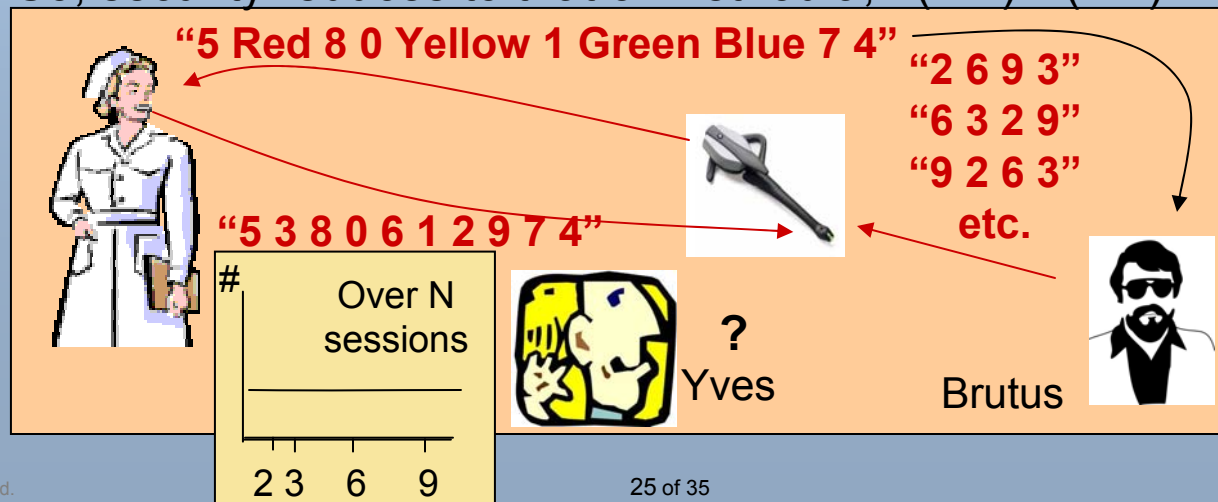 “5 Red 8 0 Yellow 1 Green Blue 7 4”
“2 6 9 3”
“6 3 2 9”
“9 2 6 3”
etc.
“5 3 8 0 6 1 2 9 7 4”
#
Over N
sessions
2 3 6 9
?
Yves
Brutus
d.
25 of 35